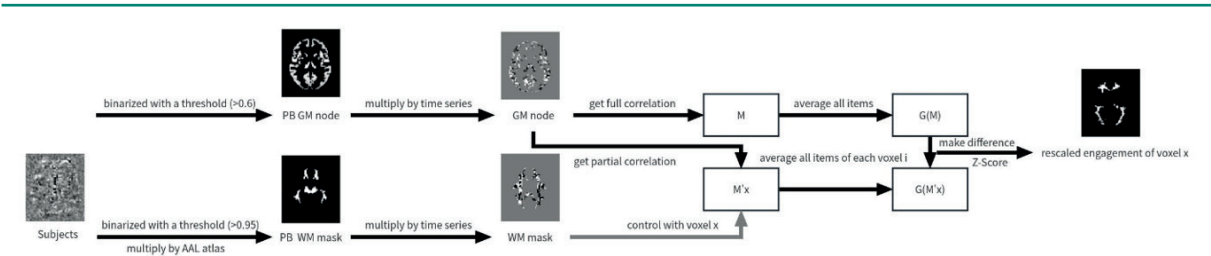 binarized with a threshold (>0.6)
PB GM node
multiply by time series
GM node
get full correlation
M
average all items
G(M)
make difference
Z-Score
rescaled engagement of voxel x
get partial correlation
average all items of each voxel i
M'x
G(M'x)
Subjects
binarized with a threshold (>0.95)
multiply by AAL atlas
PB WM mask
multiply by time series
WM mask
control with voxel x